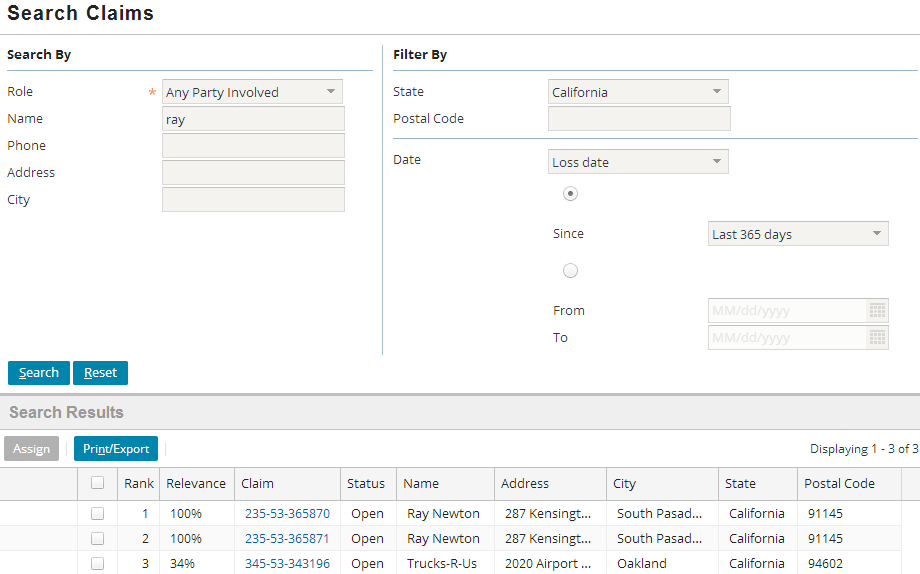 Search Claims
Search By
Filter By
Role * Any Party Involved
State California
Name ray
Postal Code
Phone
Date Loss date
Address
City
Since Last 365 days
From MM/dd/yyyy
To MM/dd/yyyy
Search Reset
Search Results
Assign Print/Export Displaying 1 - 3 of 3
Rank Relevance Claim Status Name Address City State Postal Code
1 100% 235-53-365870 Open Ray Newton 287 Kensingt... South Pasad... California 91145
2 100% 235-53-365871 Open Ray Newton 287 Kensingt... South Pasad... California 91145
3 34% 345-53-343196 Open Trucks-R-Us 2020 Airport ... Oakland California 94602